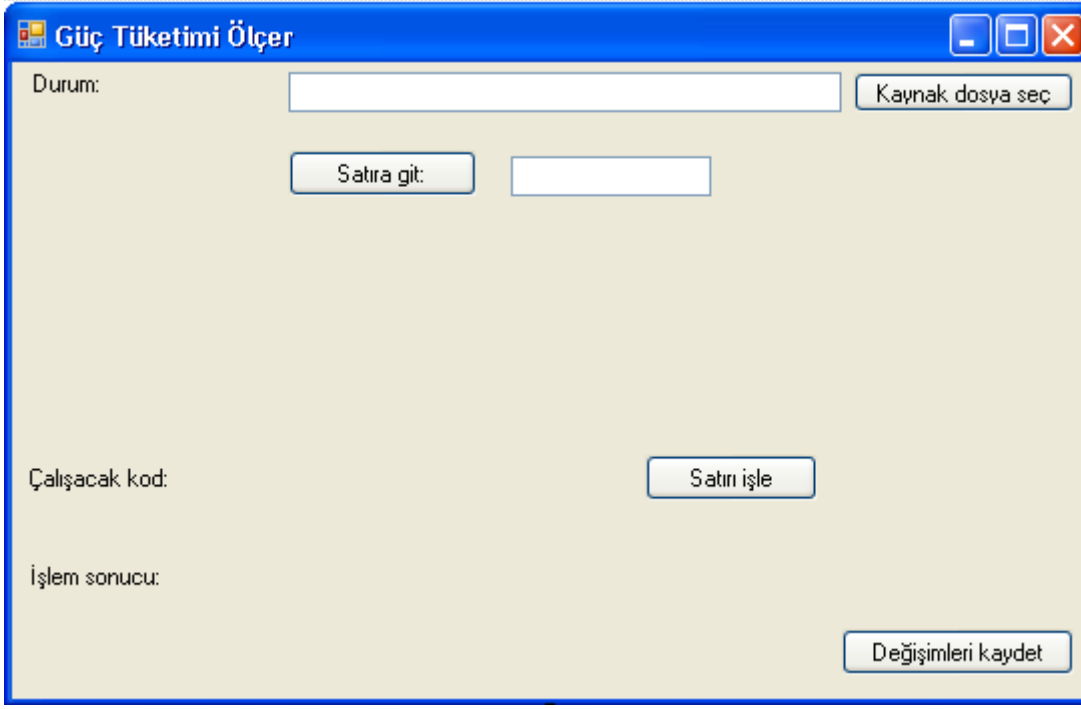 Güç Tüketimi Ölçer
Durum:
Kaynak dosya seç
Satıra git:
Çalışacak kod:
Satırı işle
İşlem sonucu:
Değişimleri kaydet